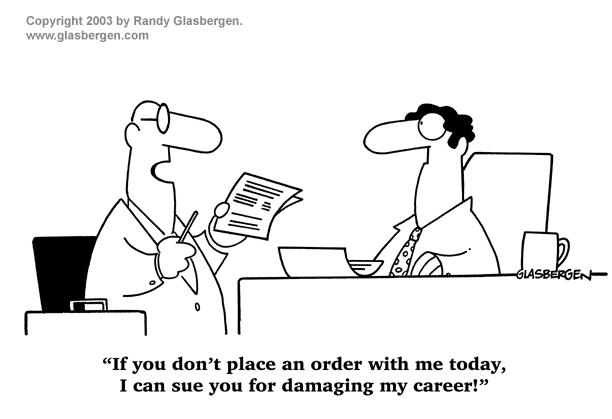 Copyright 2003 by Randy Glasbergen.
www.glasbergen.com
GLASBERGEN
“If you don’t place an order with me today,
I can sue you for damaging my career!”